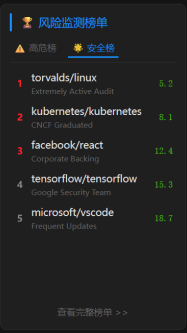 🏆 风险监测榜单
⚠️ 高危榜 🌟 安全榜
1 torvalds/linux 5.2
Extremely Active Audit
2 kubernetes/kubernetes 8.1
CNCF Graduated
3 facebook/react 12.4
Corporate Backing
4 tensorflow/tensorflow 15.3
Google Security Team
5 microsoft/vscode 18.7
Frequent Updates
查看完整榜单 >>